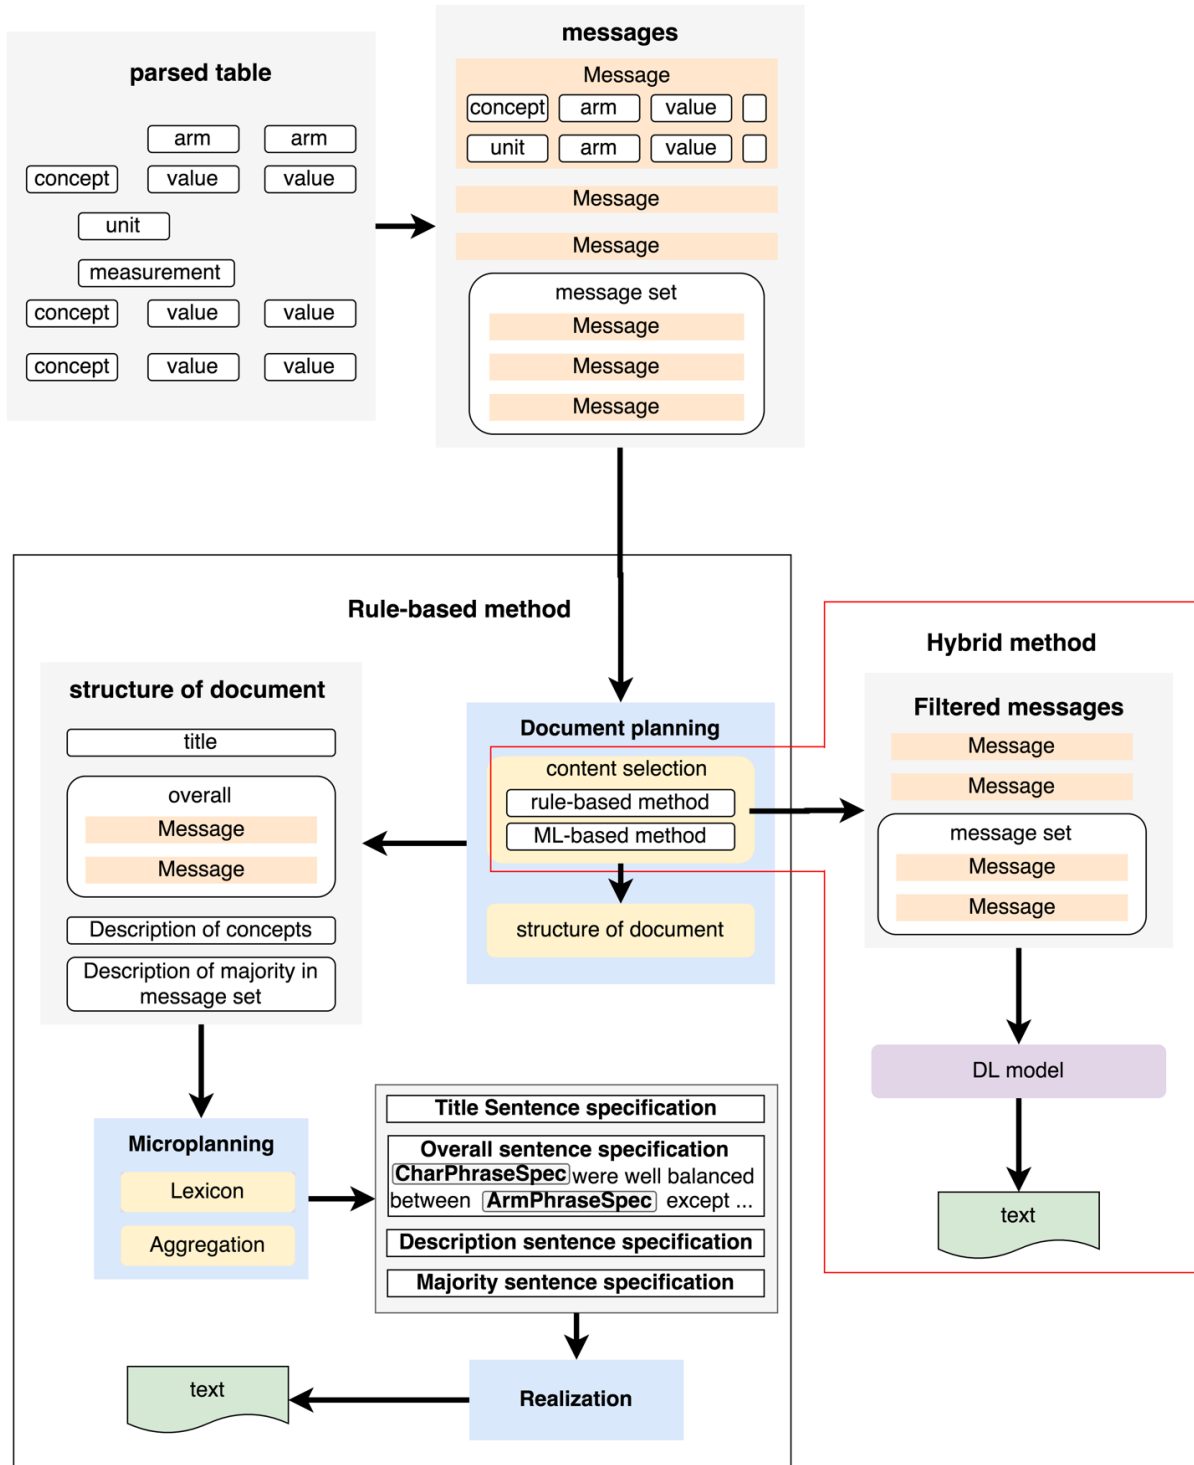 parsed table
arm
arm
concept
value
value
unit
measurement
concept
value
value
concept
value
value
messages
Message
concept
arm
value
unit
arm
value
Message
Message
message set
Message
Message
Message
Rule-based method
structure of document
title
overall
Message
Message
Description of concepts
Description of majority in
message set
Document planning
content selection
rule-based method
ML-based method
structure of document
Hybrid method
Filtered messages
Message
Message
message set
Message
Message
DL model
text
Microplanning
Lexicon
Aggregation
Title Sentence specification
Overall sentence specification
CharPhraseSpec were well balanced
between ArmPhraseSpec except ...
Description sentence specification
Majority sentence specification
Realization
text